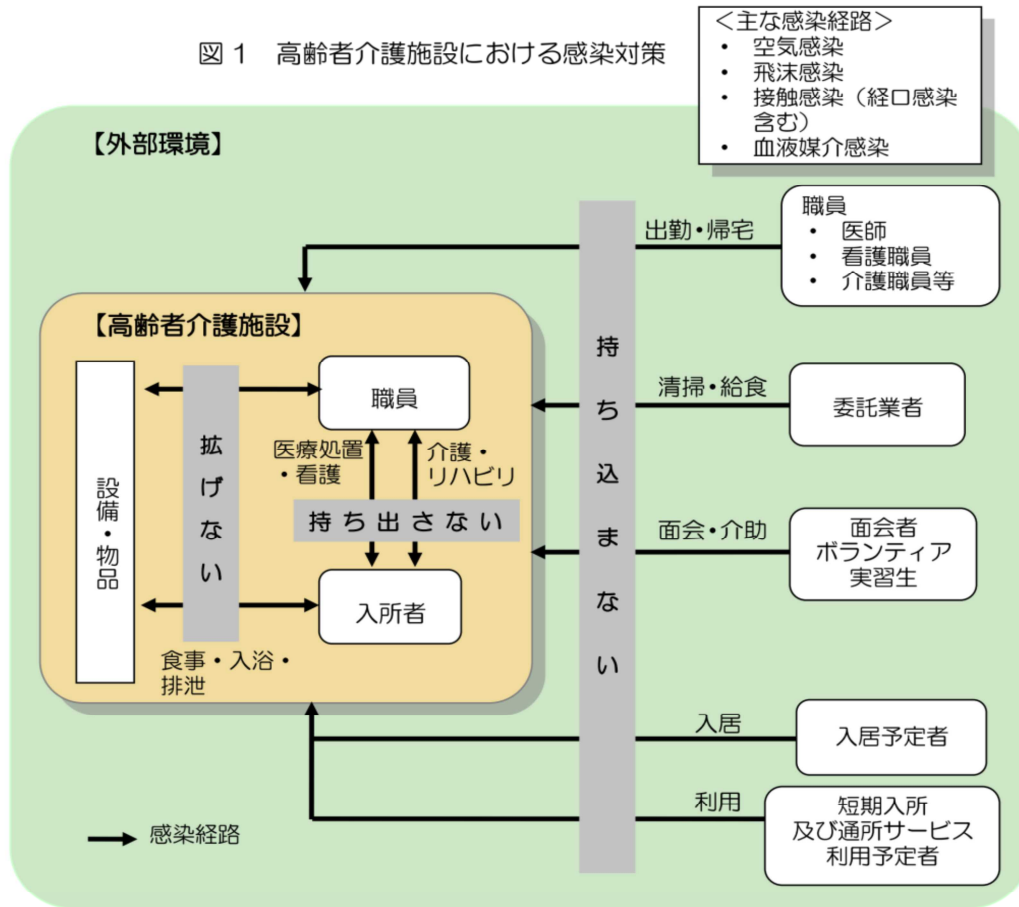 図1 高齢者介護施設における感染対策
<主な感染経路>
・ 空気感染
・ 飛沫感染
・ 接触感染(経口感染
含む)
・ 血液媒介感染
【外部環境】
職員
・ 医師
・ 看護職員
・ 介護職員等
出勤・帰宅
【高齢者介護施設】
持ち込まない
設備・物品
拡げない
職員
医療処置
・看護
介護・
リハビリ
持ち出さない
入所者
食事・入浴・
排泄
清掃・給食
委託業者
面会・介助
面会者
ボランティア
実習生
入居
入居予定者
利用
短期入所
及び通所サービス
利用予定者
感染経路